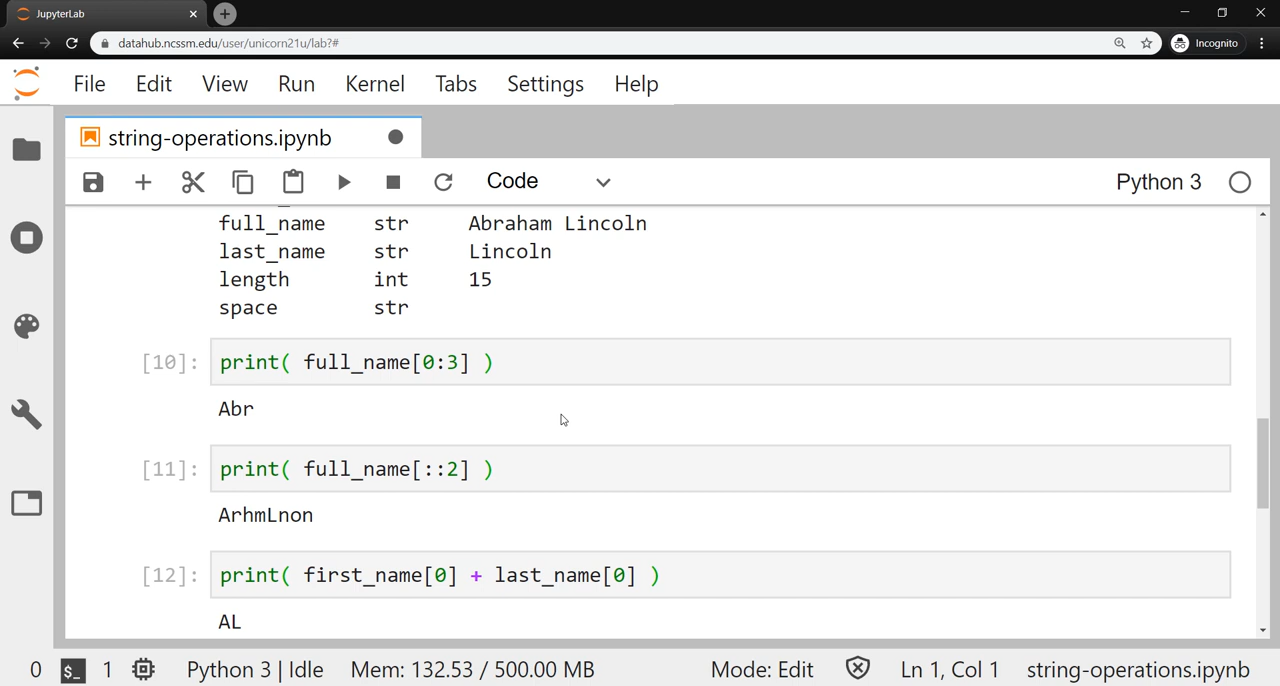 JupyterLab
datahub.ncssm.edu/user/unicorn21u/lab?#
Incognito
File Edit View Run Kernel Tabs Settings Help
string-operations.ipynb
Code
Python 3
full_name str Abraham Lincoln
last_name str Lincoln
length int 15
space str
[10]: print( full_name[0:3] )
Abr
[11]: print( full_name[::2] )
ArhmLnon
[12]: print( first_name[0] + last_name[0] )
AL
0 $_ 1 Python 3 | Idle Mem: 132.53 / 500.00 MB Mode: Edit Ln 1, Col 1 string-operations.ipynb